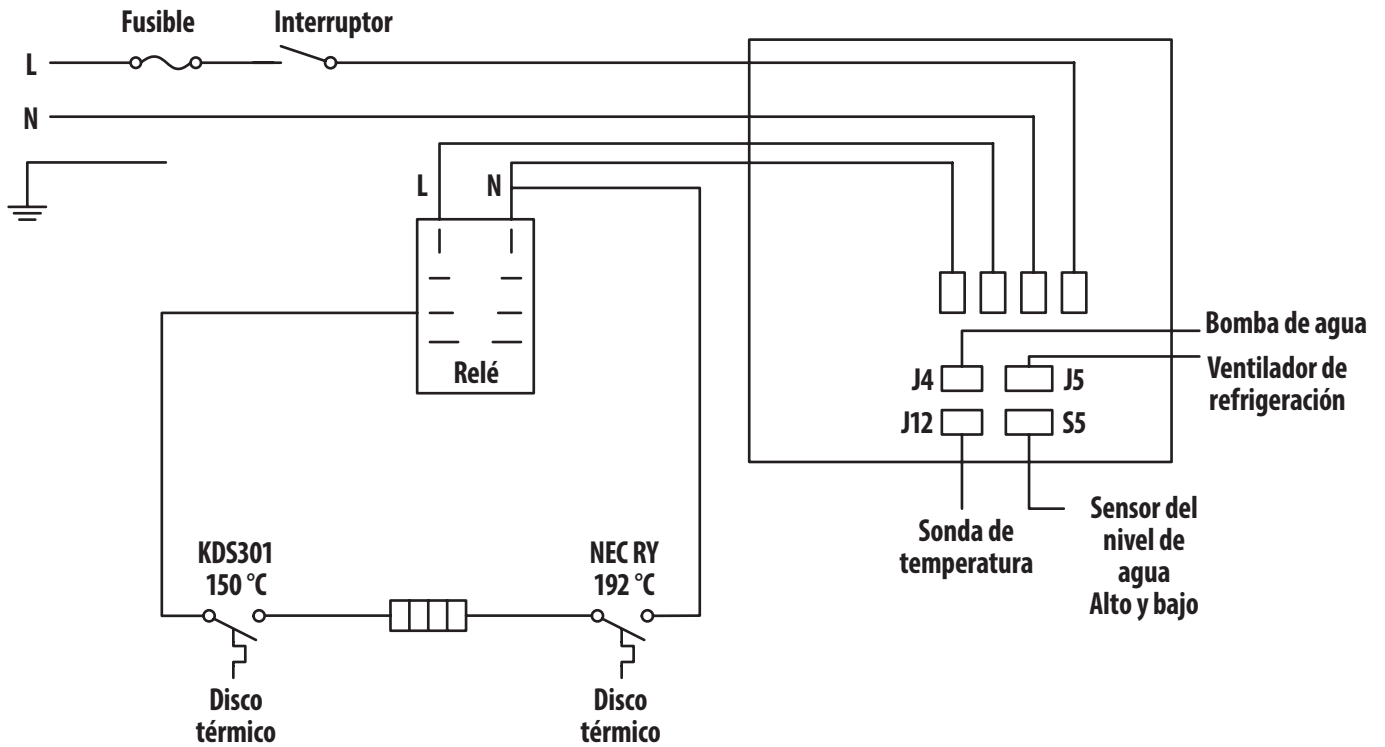 Fusible
Interruptor
L
N
L
N
Relé
Bomba de agua
Ventilador de
refrigeración
J4
J5
J12
S5
Sonda de
temperatura
Sensor del
nivel de
agua
Alto y bajo
KDS301
150 °C
NEC RY
192 °C
Disco
térmico
Disco
térmico